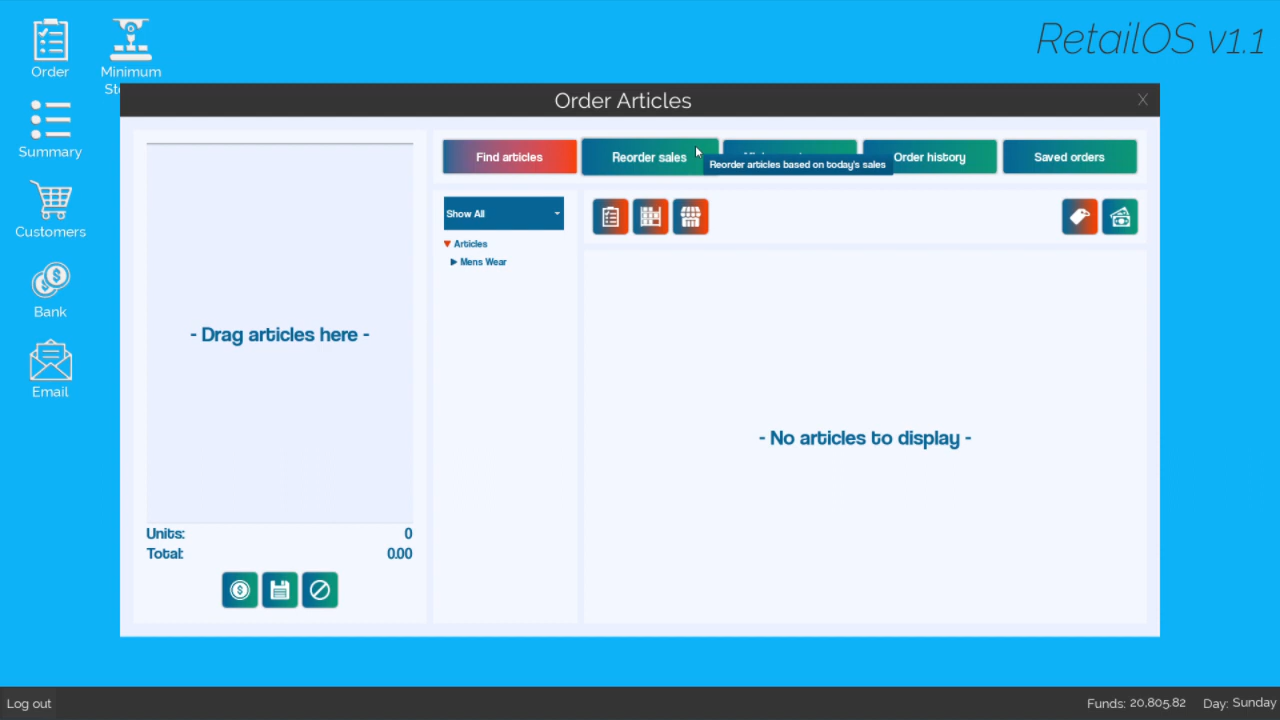 RetailOS v1.1
Order
Minimum
Summary
Customers
Bank
Email
Order Articles
X
Find articles
Reorder sales
Order history
Saved orders
Reorder articles based on today's sales
Show All
Articles
Mens Wear
- Drag articles here -
- No articles to display -
Units: 0
Total: 0.00
Log out
Funds: 20,805.82 Day: Sunday